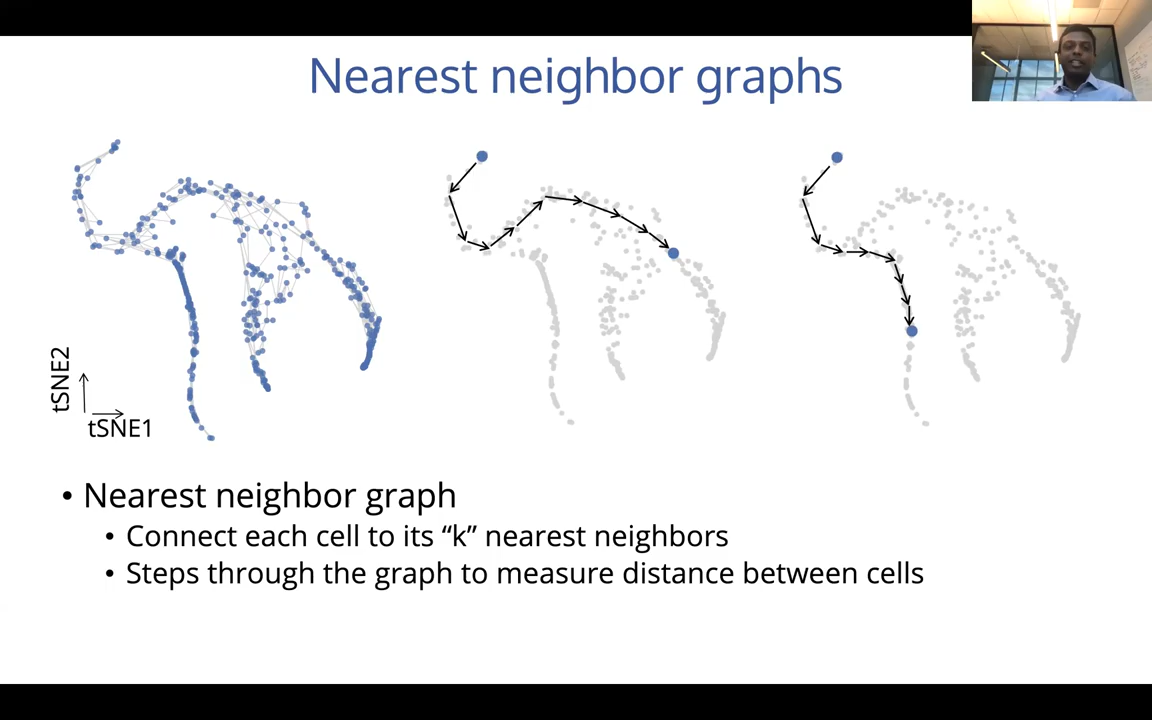 Nearest neighbor graphs
tSNE2
tSNE1
• Nearest neighbor graph
• Connect each cell to its “k” nearest neighbors
• Steps through the graph to measure distance between cells